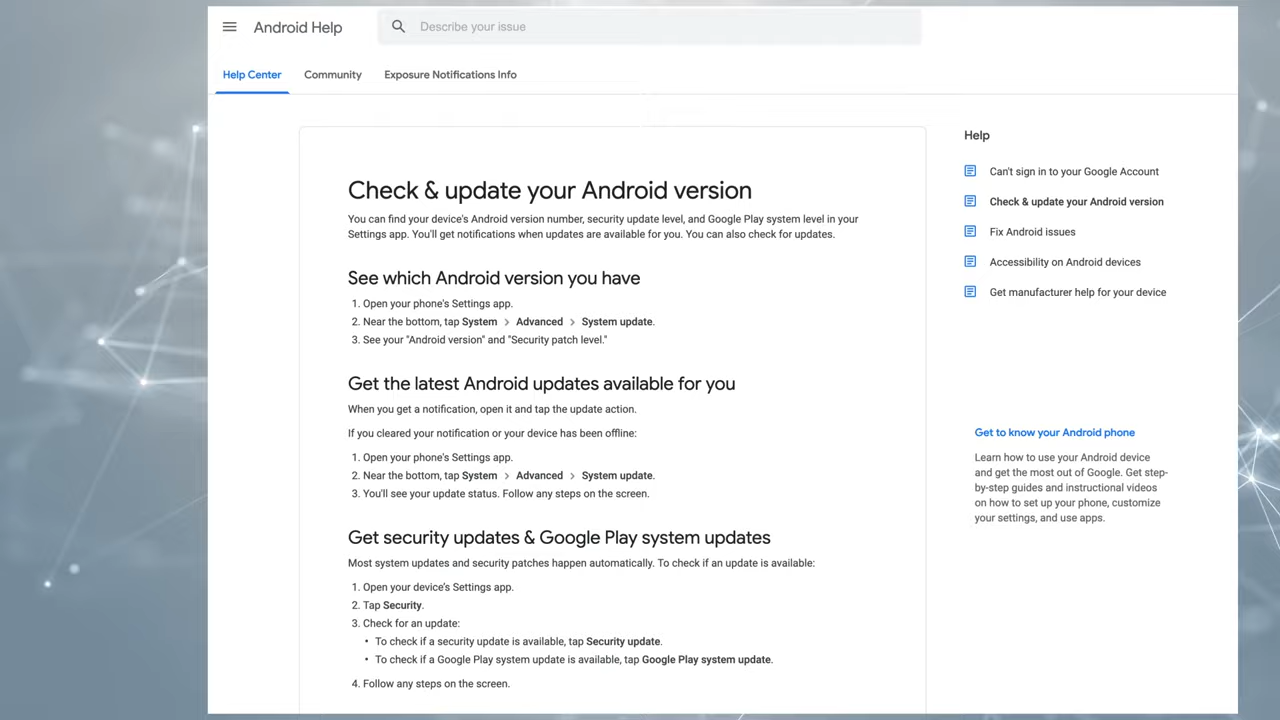 Android Help
Describe your issue
Help Center
Community
Exposure Notifications Info
Check & update your Android version
You can find your device's Android version number, security update level, and Google Play system level in your
Settings app. You'll get notifications when updates are available for you. You can also check for updates.
See which Android version you have
1. Open your phone's Settings app.
2. Near the bottom, tap System > Advanced > System update.
3. See your "Android version" and "Security patch level."
Get the latest Android updates available for you
When you get a notification, open it and tap the update action.
If you cleared your notification or your device has been offline:
1. Open your phone's Settings app.
2. Near the bottom, tap System > Advanced > System update.
3. You'll see your update status. Follow any steps on the screen.
Get security updates & Google Play system updates
Most system updates and security patches happen automatically. To check if an update is available:
1. Open your device's Settings app.
2. Tap Security.
3. Check for an update:
• To check if a security update is available, tap Security update.
• To check if a Google Play system update is available, tap Google Play system update.
4. Follow any steps on the screen.
Help
Can't sign in to your Google Account
Check & update your Android version
Fix Android issues
Accessibility on Android devices
Get manufacturer help for your device
Get to know your Android phone
Learn how to use your Android device
and get the most out of Google. Get step-
by-step guides and instructional videos
on how to set up your phone, customize
your settings, and use apps.